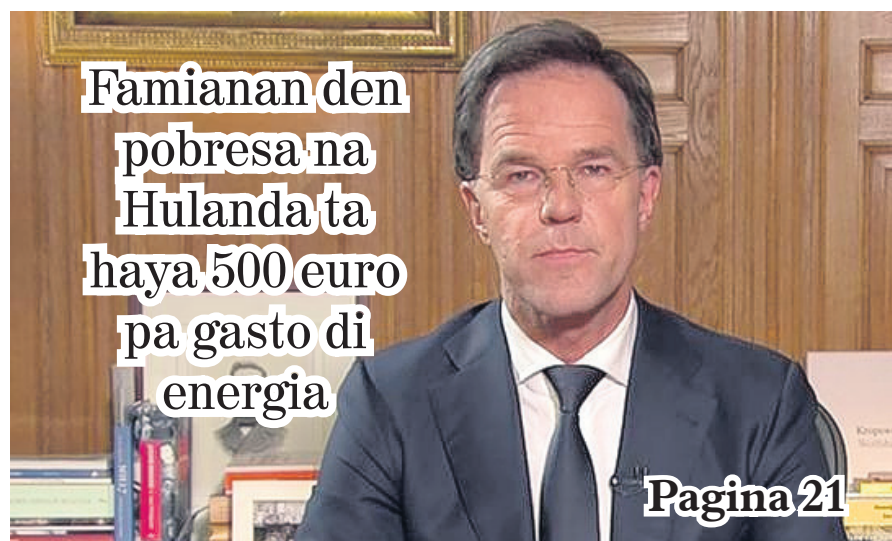 Famianan den
pobresa na
Hulanda ta
haya 500 euro
pa gasto di
energia
Pagina 21